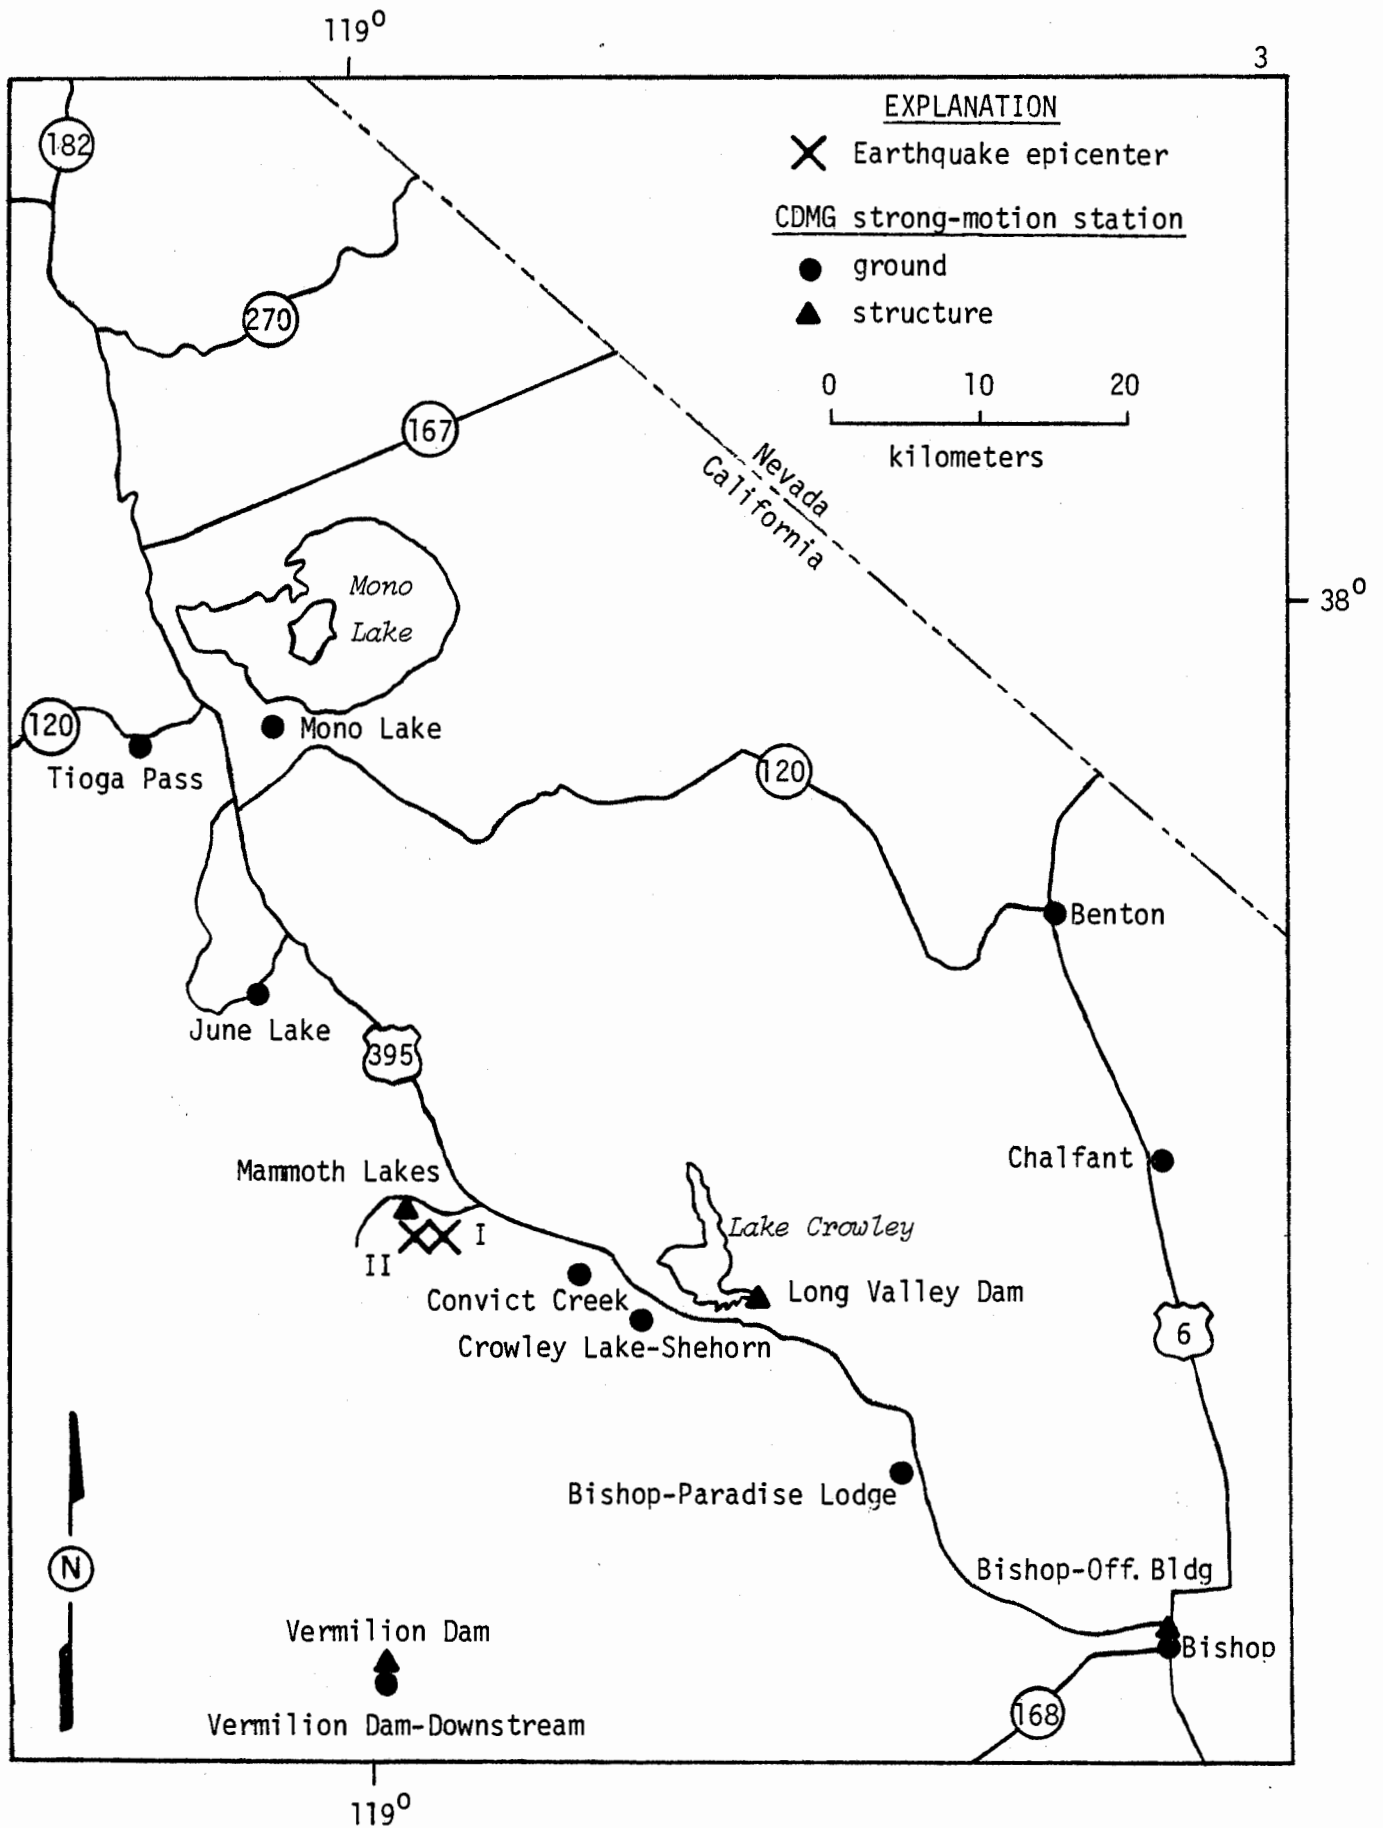 119°
3
EXPLANATION
Earthquake epicenter
CDMG strong-motion station
ground
structure
0 10 20
kilometers
182
270
167
Nevada
California
38°
Mono
Lake
120
Mono Lake
Tioga Pass
120
Benton
June Lake
395
Chalfant
Mammoth Lakes
I
II
Lake Crowley
Long Valley Dam
Convict Creek
Crowley Lake-Shehorn
6
Bishop-Paradise Lodge
N
Bishop-Off. Bldg
Vermilion Dam
Bishop
Vermilion Dam-Downstream
168
119°